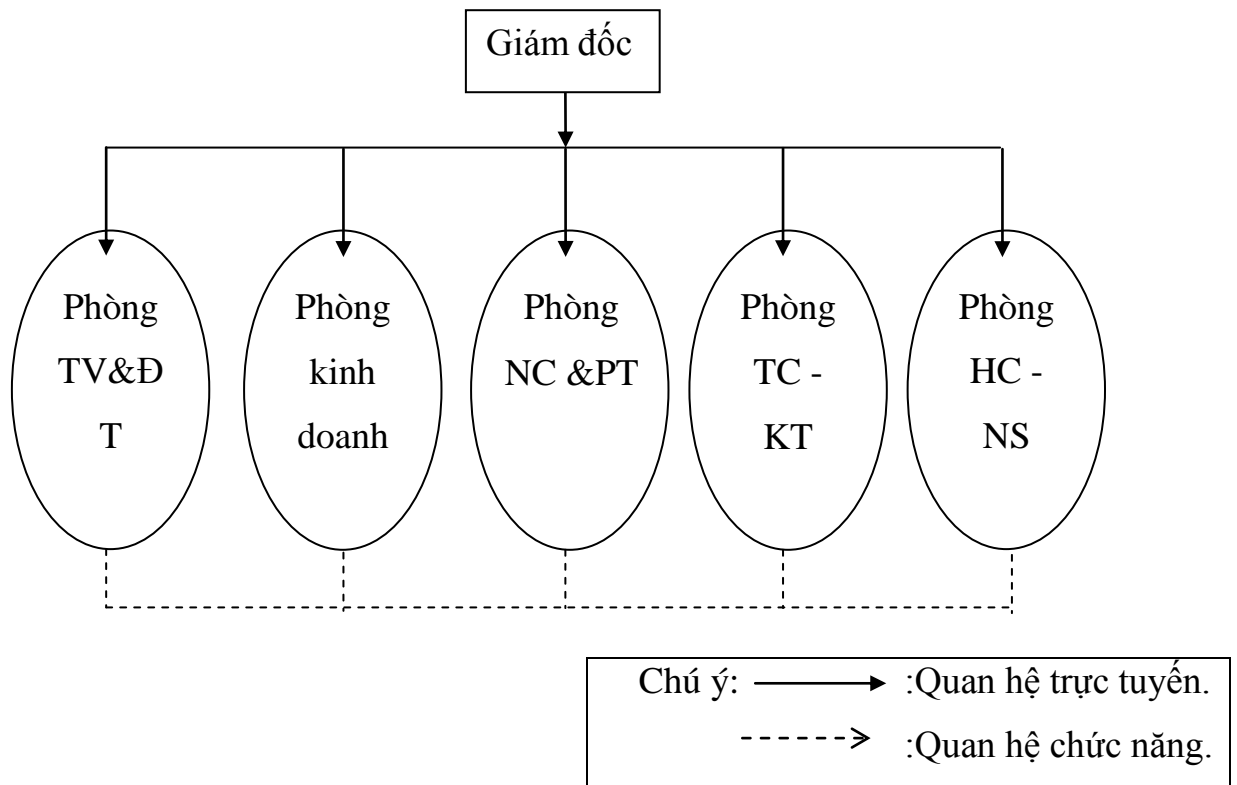 Giám đốc
Phòng
TV&Đ
T
Phòng
kinh
doanh
Phòng
NC &PT
Phòng
TC -
KT
Phòng
HC -
NS
Chú ý: :Quan hệ trực tuyến.
:Quan hệ chức năng.